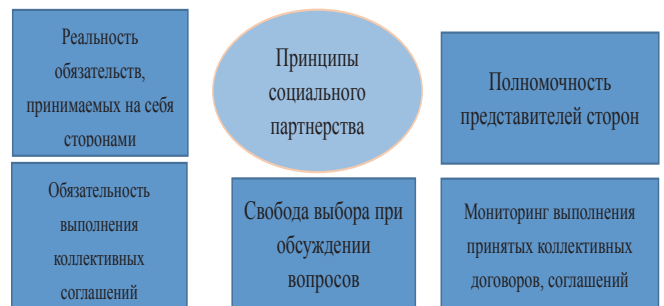 Реальность
обязательств,
принимаемых на себя
сторонами
Принципы
социального
партнерства
Полномочность
представителей сторон
Обязательность
выполнения
коллективных
соглашений
Свобода выбора при
обсуждении
вопросов
Мониторинг выполнения
принятых коллективных
договоров, соглашений